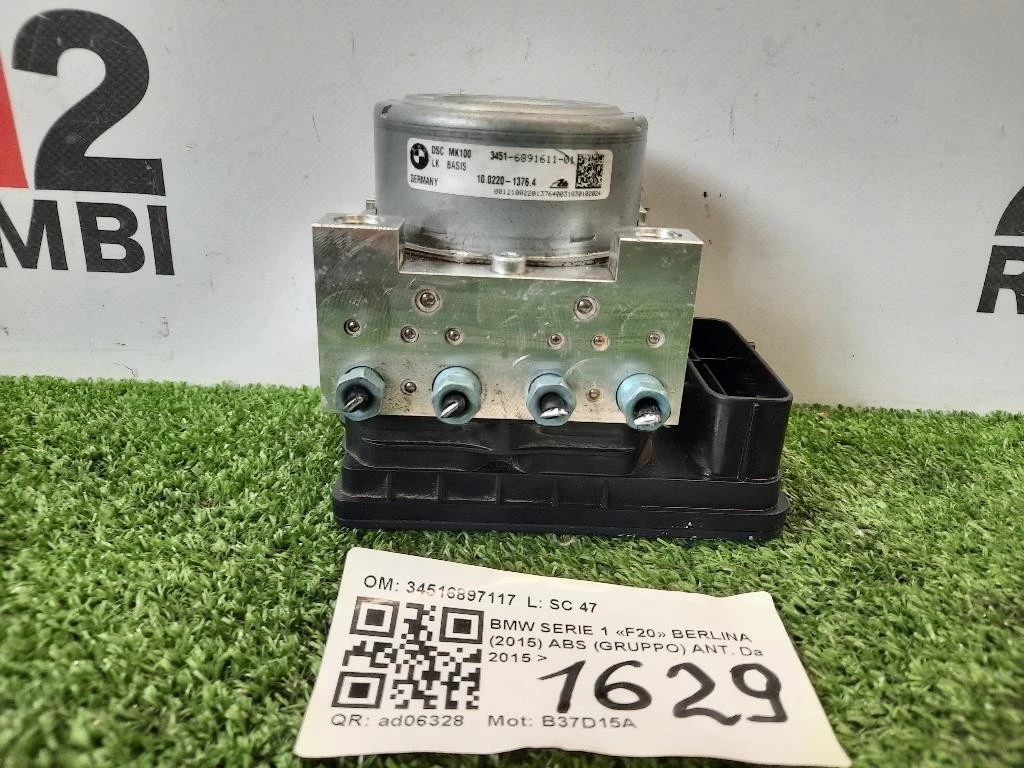 2
MBI
R
DSC MK100 3451-6891611-01
LK BASIS
GERMANY 10.0220-1376.4
OM: 34516897117 L: SC 47
BMW SERIE 1 «F20» BERLINA
(2015) ABS (GRUPPO) ANT. Da
2015 >
1629
QR: ad06328 Mot: B37D15A